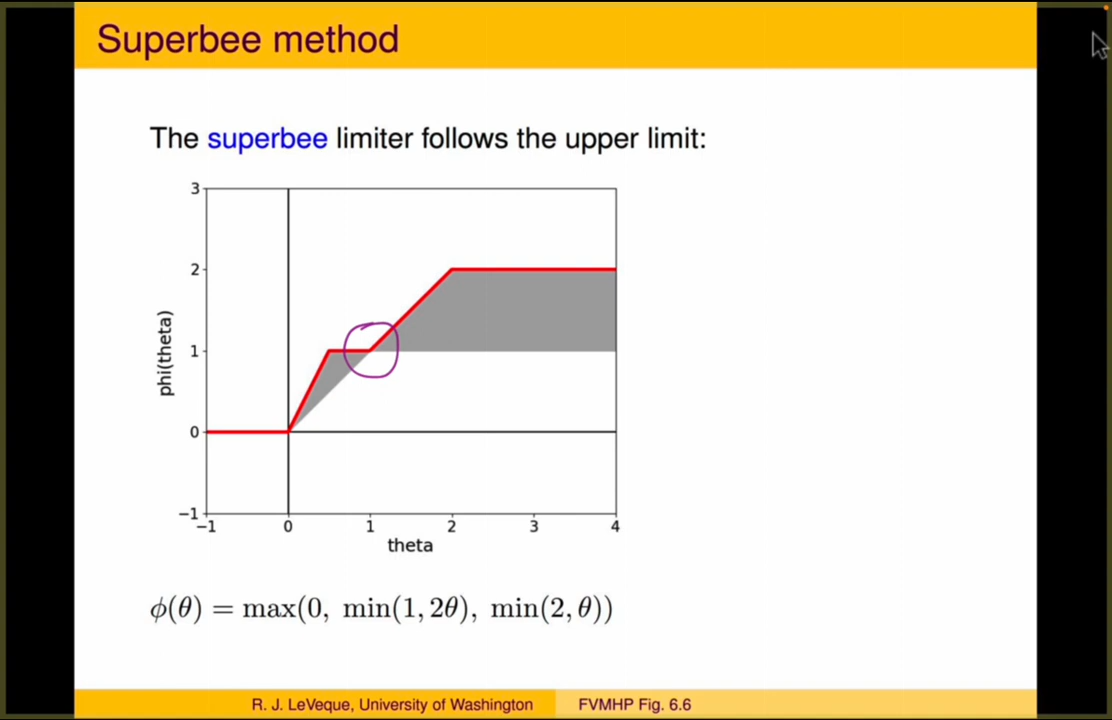 Superbee method
The superbee limiter follows the upper limit:
3
2
1
0
−1
phi(theta)
−1 0 1 2 3 4
theta
ϕ(θ) = max(0, min(1, 2θ), min(2, θ))
R. J. LeVeque, University of Washington FVMHP Fig. 6.6